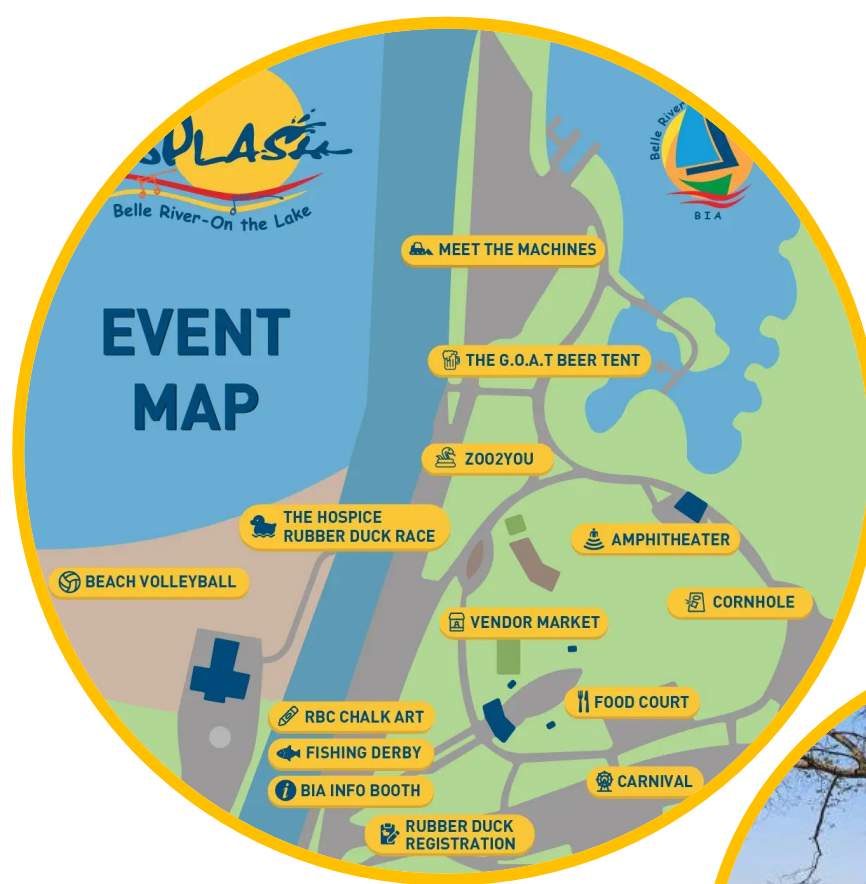 SPLASH
Belle River-On the Lake
Belle River
BIA
EVENT
MAP
MEET THE MACHINES
THE G.O.A.T BEER TENT
ZOO2YOU
THE HOSPICE
RUBBER DUCK RACE
AMPHITHEATER
BEACH VOLLEYBALL
CORNHOLE
VENDOR MARKET
FOOD COURT
RBC CHALK ART
FISHING DERBY
BIA INFO BOOTH
CARNIVAL
RUBBER DUCK
REGISTRATION